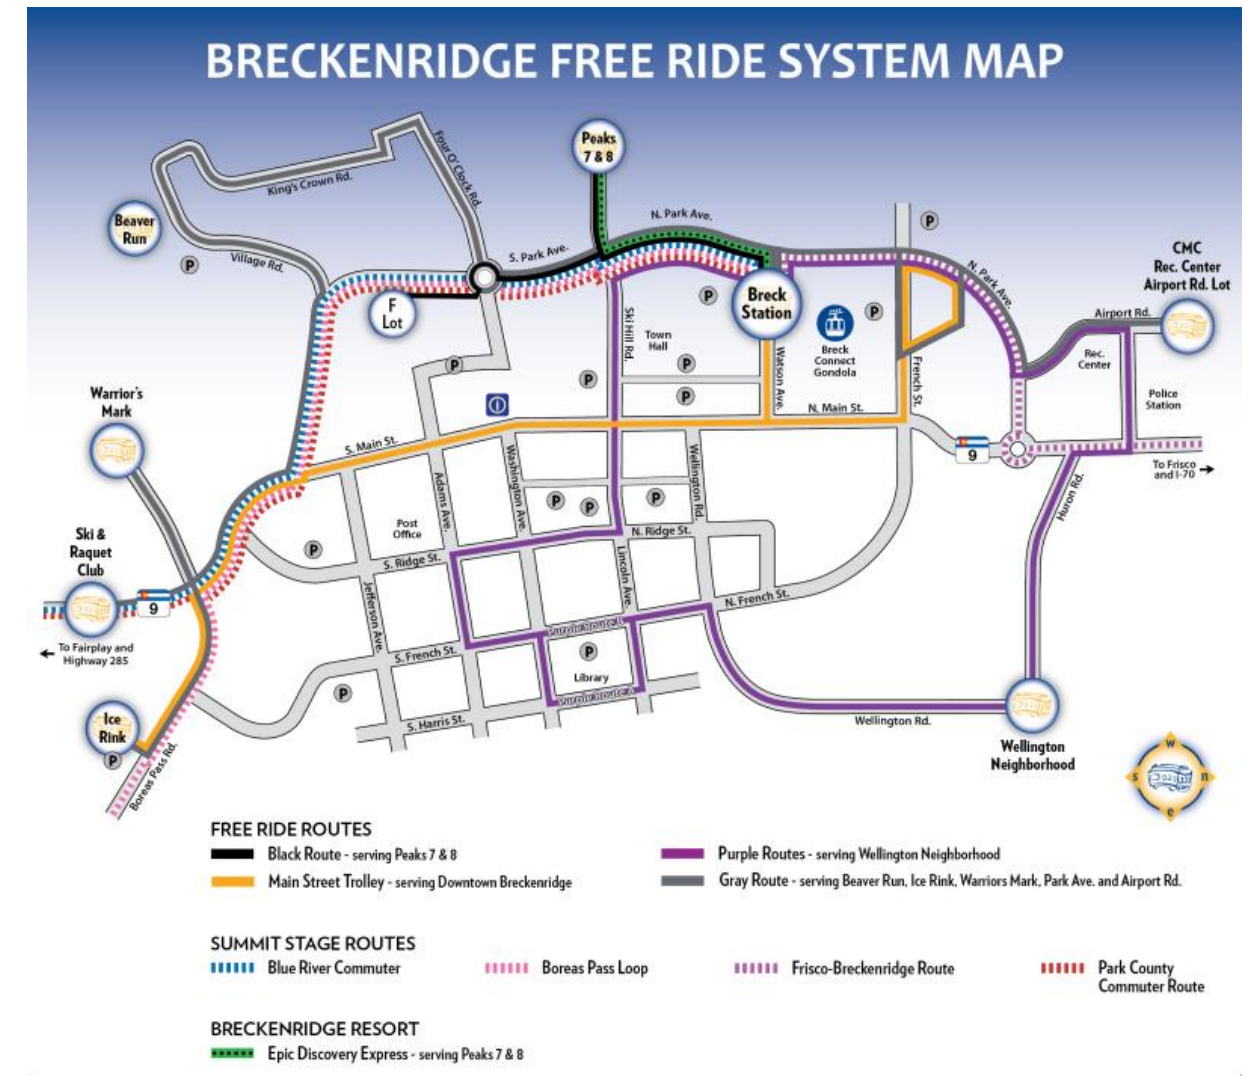 BRECKENRIDGE FREE RIDE SYSTEM MAP
Four O'Clock Rd.
Peaks
7 & 8
King's Crown Rd.
Beaver
Run
Village Rd.
P
S. Park Ave.
N. Park Ave.
P
CMC
Rec. Center
Airport Rd. Lot
N. Park Ave.
F
Lot
P
Breck
Station
P
Breck
Connect
Gondola
Airport Rd.
Rec.
Center
Ski Hill Rd.
Town
Hall
Watson Ave.
French St.
P
P
P
P
Police
Station
Warrior's
Mark
N. Main St.
S. Main St.
9
To Frisco
and I-70
Adams Ave.
Washington Ave.
Wellington Rd.
Huron Rd.
P
P
P
Post
Office
P
N. Ridge St.
S. Ridge St.
Ski &
Raquet
Club
9
Jefferson Ave.
Lincoln Ave.
N. French St.
Purple Route B
To Fairplay and
Highway 285
S. French St.
P
Library
Purple Route A
P
S. Harris St.
Wellington Rd.
Ice
Rink
P
Boreas Pass Rd.
Wellington
Neighborhood
w
s
n
e
FREE RIDE ROUTES
Black Route - serving Peaks 7 & 8
Purple Routes - serving Wellington Neighborhood
Main Street Trolley - serving Downtown Breckenridge
Gray Route - serving Beaver Run, Ice Rink, Warriors Mark, Park Ave. and Airport Rd.
SUMMIT STAGE ROUTES
Blue River Commuter
Boreas Pass Loop
Frisco-Breckenridge Route
Park County
Commuter Route
BRECKENRIDGE RESORT
Epic Discovery Express - serving Peaks 7 & 8